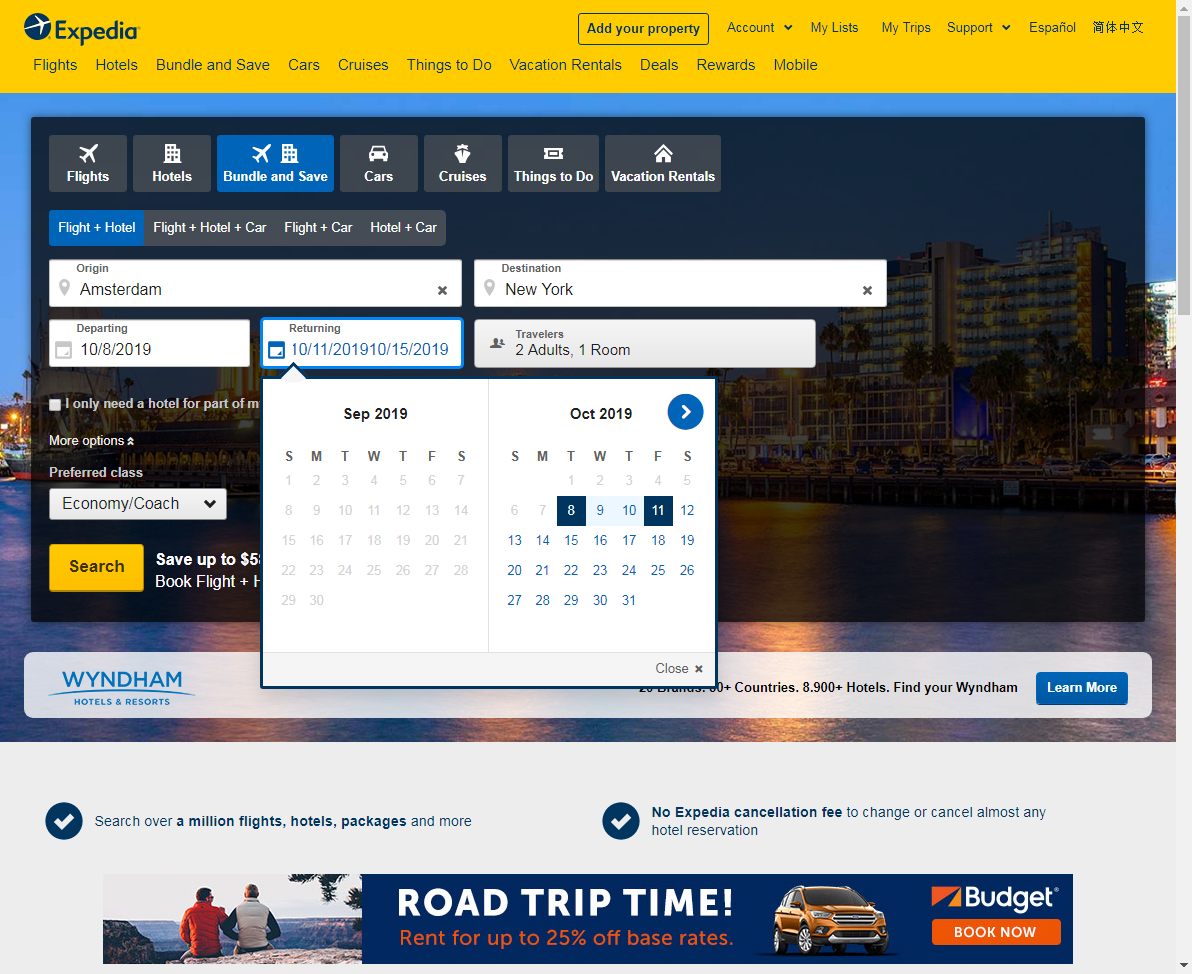 Expedia
Add your property
Account
My Lists
My Trips
Support
Español
简体中文
Flights
Hotels
Bundle and Save
Cars
Cruises
Things to Do
Vacation Rentals
Deals
Rewards
Mobile
Flights
Hotels
Bundle and Save
Cars
Cruises
Things to Do
Vacation Rentals
Flight + Hotel
Flight + Hotel + Car
Flight + Car
Hotel + Car
Origin
Amsterdam
Destination
New York
Departing
10/8/2019
Returning
10/11/201910/15/2019
Travelers
2 Adults, 1 Room
I only need a hotel for part of m
More options
Preferred class
Economy/Coach
Search
Save up to $5
Book Flight + H
Sep 2019
S M T W T F S
1 2 3 4 5 6 7
8 9 10 11 12 13 14
15 16 17 18 19 20 21
22 23 24 25 26 27 28
29 30
Oct 2019
S M T W T F S
1 2 3 4 5
6 7 8 9 10 11 12
13 14 15 16 17 18 19
20 21 22 23 24 25 26
27 28 29 30 31
Close
WYNDHAM
HOTELS & RESORTS
0+ Countries. 8.900+ Hotels. Find your Wyndham
Learn More
Search over a million flights, hotels, packages and more
No Expedia cancellation fee to change or cancel almost any
hotel reservation
ROAD TRIP TIME!
Rent for up to 25% off base rates.
Budget
BOOK NOW